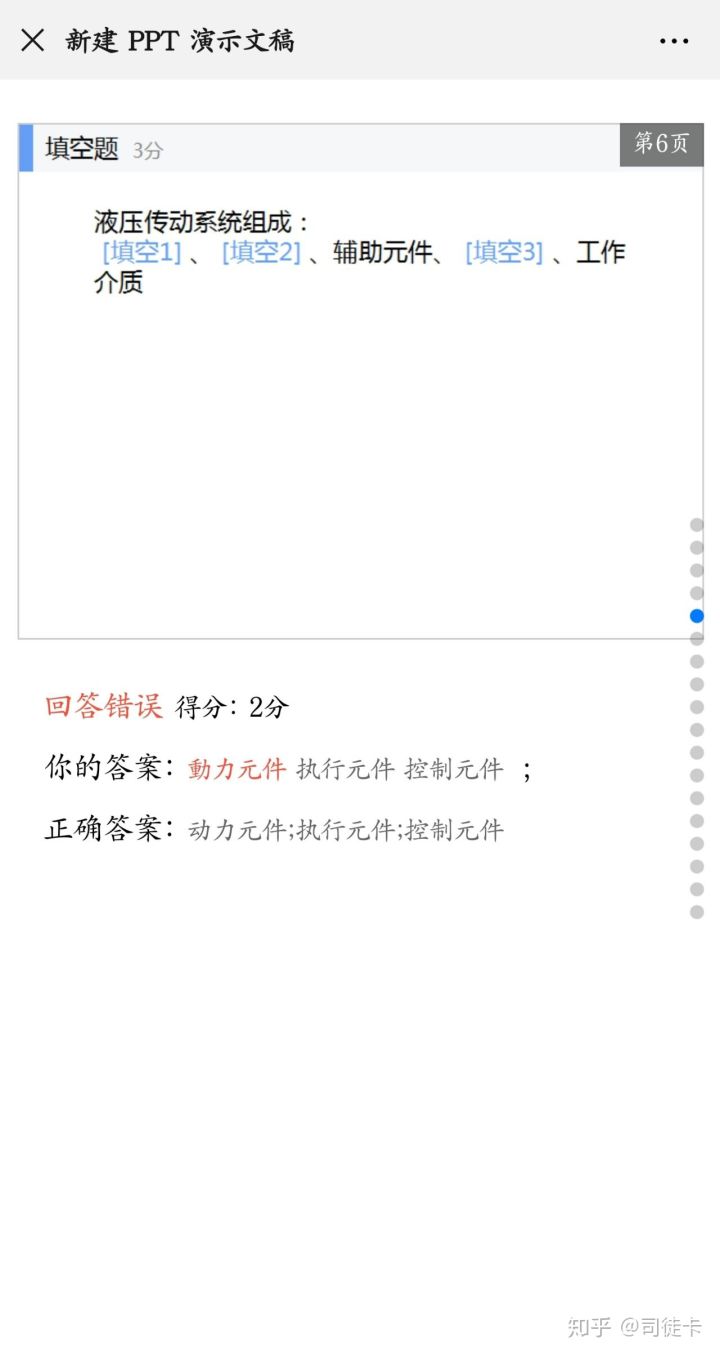 新建 PPT 演示文稿
填空题 3分
第6页
液压传动系统组成：
[填空1] 、 [填空2] 、辅助元件、 [填空3] 、工作
介质
回答错误 得分: 2分
你的答案: 動力元件 执行元件 控制元件 ；
正确答案: 动力元件;执行元件;控制元件
知乎 @司徒卡